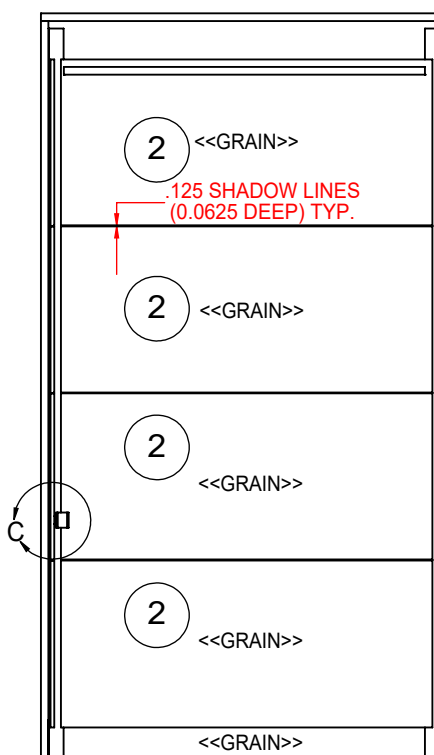 2 <<GRAIN>>
.125 SHADOW LINES
(0.0625 DEEP) TYP.
2 <<GRAIN>>
2
<<GRAIN>>
C
2
<<GRAIN>>
<<GRAIN>>